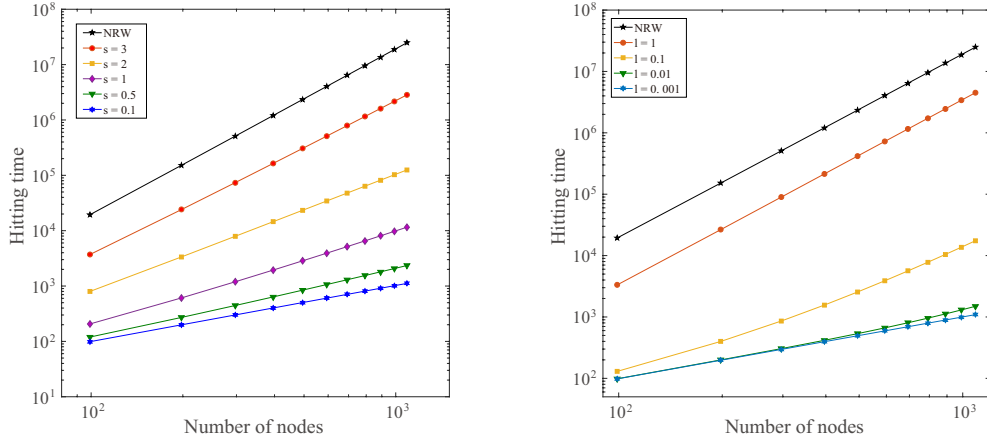 10^8
10^7
10^6
10^5
10^4
10^3
10^2
10^1
Hitting time
NRW
s = 3
s = 2
s = 1
s = 0.5
s = 0.1
10^2
10^3
Number of nodes
10^8
10^7
10^6
10^5
10^4
10^3
10^2
Hitting time
NRW
l = 1
l = 0.1
l = 0.01
l = 0. 001
10^2
10^3
Number of nodes